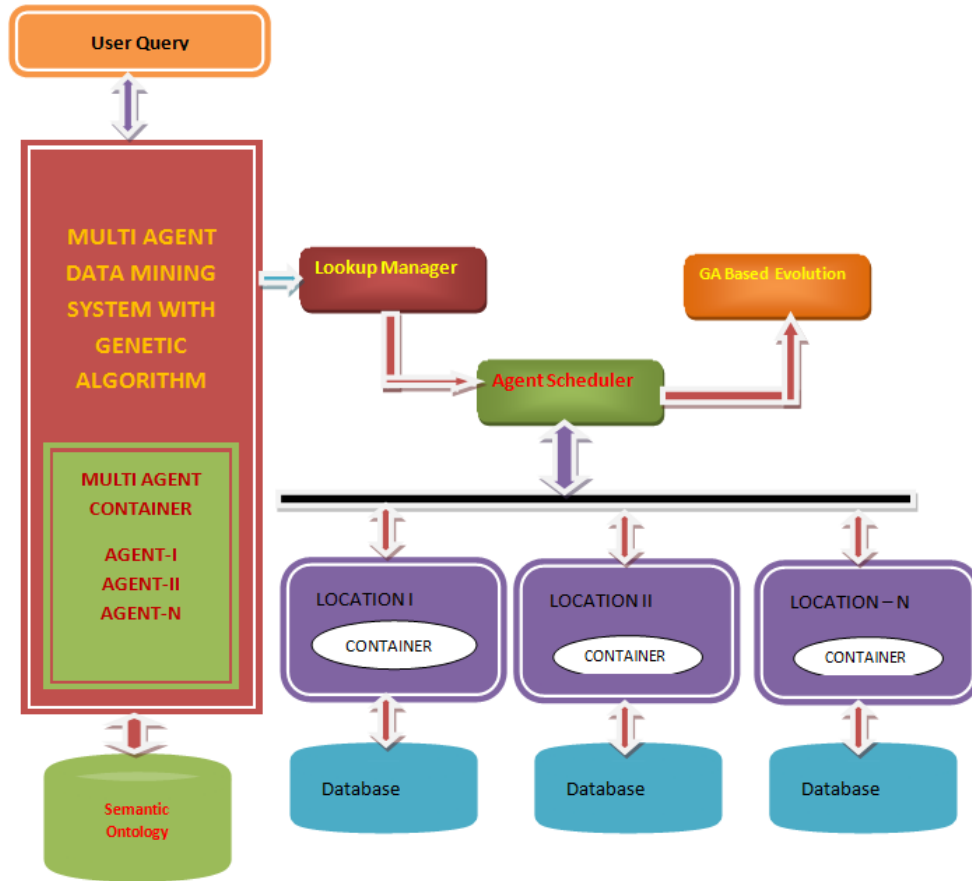 User Query
MULTI AGENT
DATA MINING
SYSTEM WITH
GENETIC
ALGORITHM
MULTI AGENT
CONTAINER
AGENT-I
AGENT-II
AGENT-N
Semantic
Ontology
Lookup Manager
GA Based Evolution
Agent Scheduler
LOCATION I
CONTAINER
LOCATION II
CONTAINER
LOCATION – N
CONTAINER
Database
Database
Database